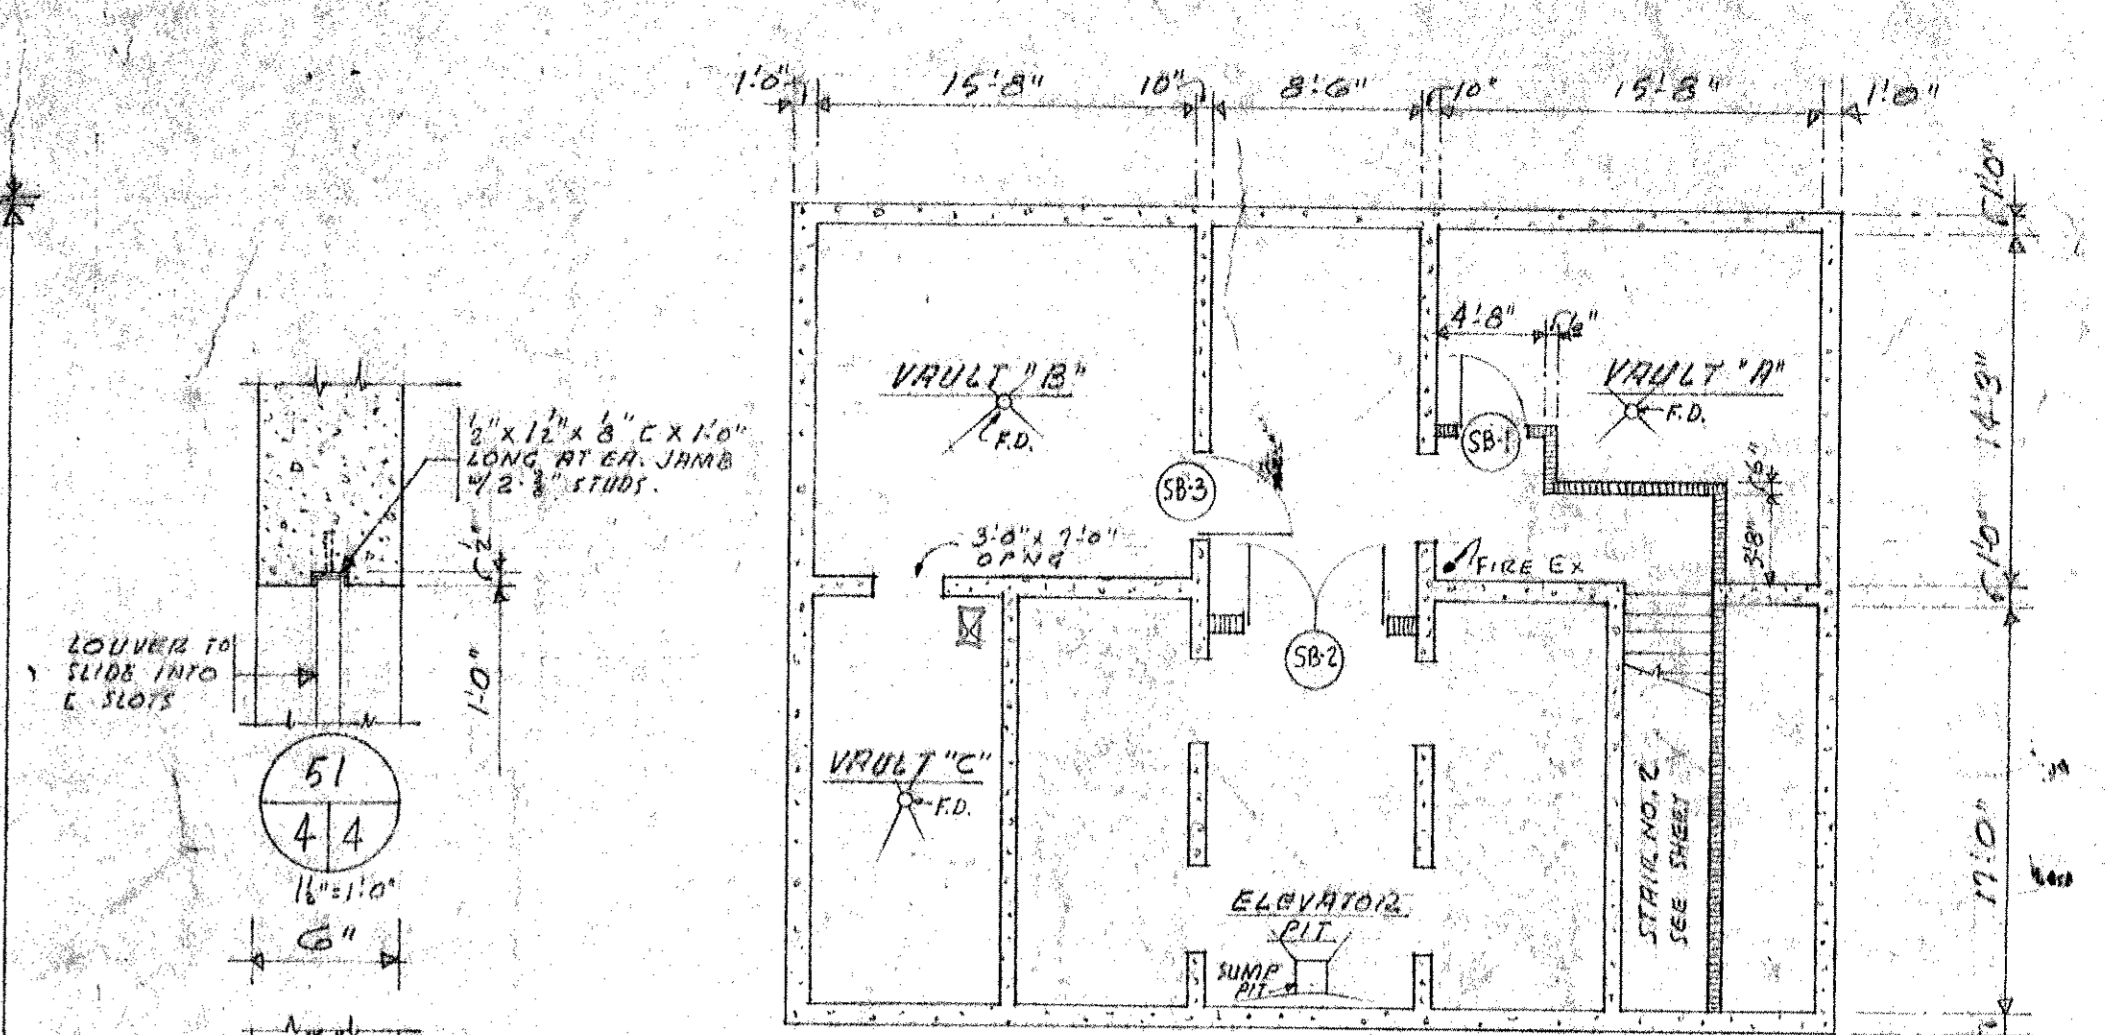 1'-0" 15'-8" 10" 8'-6" 10" 15'-8" 1'-0"
1'-0"
4'-8" 6"
VAULT "B"
F.D.
VAULT "A"
F.D.
14'-3"
½" x 1½" x ⅛" C x 1'-0"
LONG AT EA. JAMB
W/ 2-⅜" STUDS.
SB-1
SB-3
6"
3'-0" x 7'-0"
OPNG
FIRE EX
3'-8"
1'-0"
½"
1'-0"
LOUVER TO
SLIDE INTO
C SLOTS
SB-2
51
4 4
1½"=1'-0"
6"
VAULT "C"
F.D.
STAIR NO. 2
SEE SHEET
17'-0"
ELEVATOR
PIT
SUMP
PIT